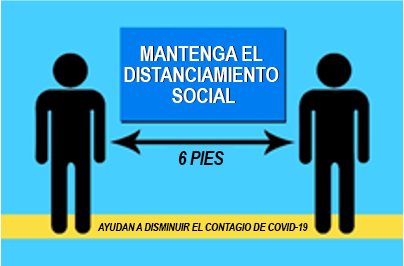 MANTENGA EL
DISTANCIAMIENTO
SOCIAL
6 PIES
AYUDAN A DISMINUIR EL CONTAGIO DE COVID-19